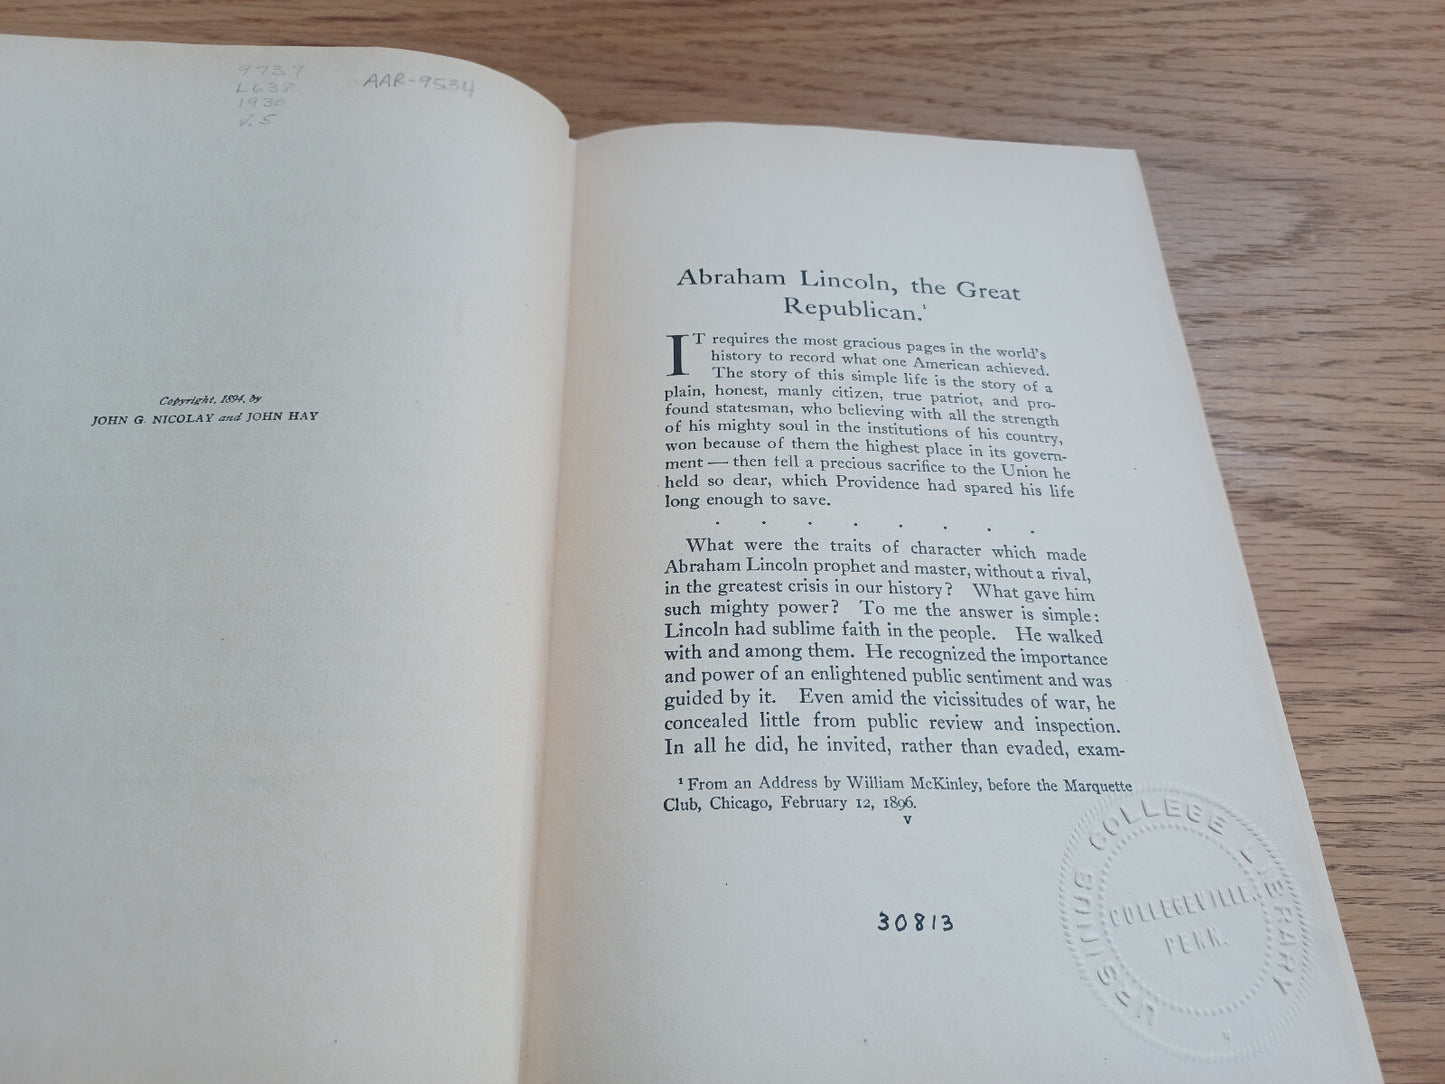 973.7
L638
1930
v. 5
AAR-9534
Copyright, 1894, by
JOHN G. NICOLAY and JOHN HAY
Abraham Lincoln, the Great
Republican.¹
IT requires the most gracious pages in the world's
history to record what one American achieved.
The story of this simple life is the story of a
plain, honest, manly citizen, true patriot, and pro-
found statesman, who believing with all the strength
of his mighty soul in the institutions of his country,
won because of them the highest place in its govern-
ment — then fell a precious sacrifice to the Union he
held so dear, which Providence had spared his life
long enough to save.
. . . . . . . .
What were the traits of character which made
Abraham Lincoln prophet and master, without a rival,
in the greatest crisis in our history? What gave him
such mighty power? To me the answer is simple:
Lincoln had sublime faith in the people. He walked
with and among them. He recognized the importance
and power of an enlightened public sentiment and was
guided by it. Even amid the vicissitudes of war, he
concealed little from public review and inspection.
In all he did, he invited, rather than evaded, exam-
¹ From an Address by William McKinley, before the Marquette
Club, Chicago, February 12, 1896.
v
30813
URSINUS COLLEGE LIBRARY
COLLEGEVILLE,
PENN.